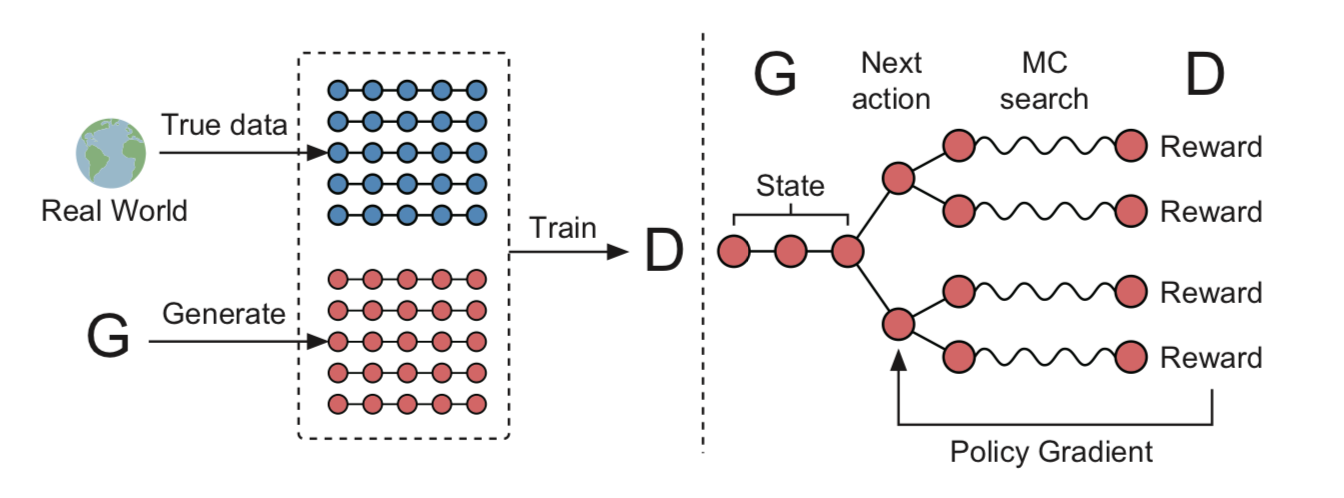 True data
Real World
G
Generate
Train
D
G
Next
action
MC
search
D
State
Reward
Reward
Reward
Reward
Policy Gradient